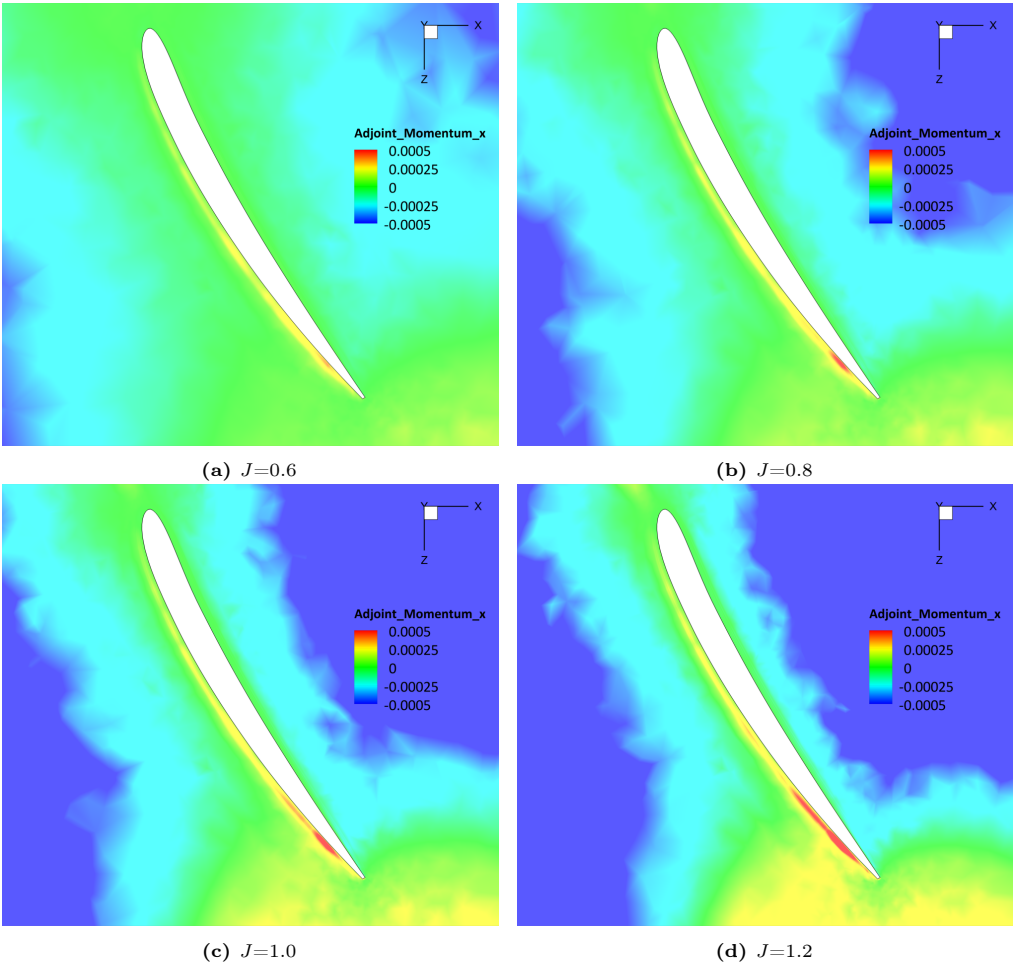 Y X
Z
Adjoint_Momentum_x
0.0005
0.00025
0
-0.00025
-0.0005
(a) J=0.6
Y X
Z
Adjoint_Momentum_x
0.0005
0.00025
0
-0.00025
-0.0005
(b) J=0.8
Y X
Z
Adjoint_Momentum_x
0.0005
0.00025
0
-0.00025
-0.0005
(c) J=1.0
Y X
Z
Adjoint_Momentum_x
0.0005
0.00025
0
-0.00025
-0.0005
(d) J=1.2